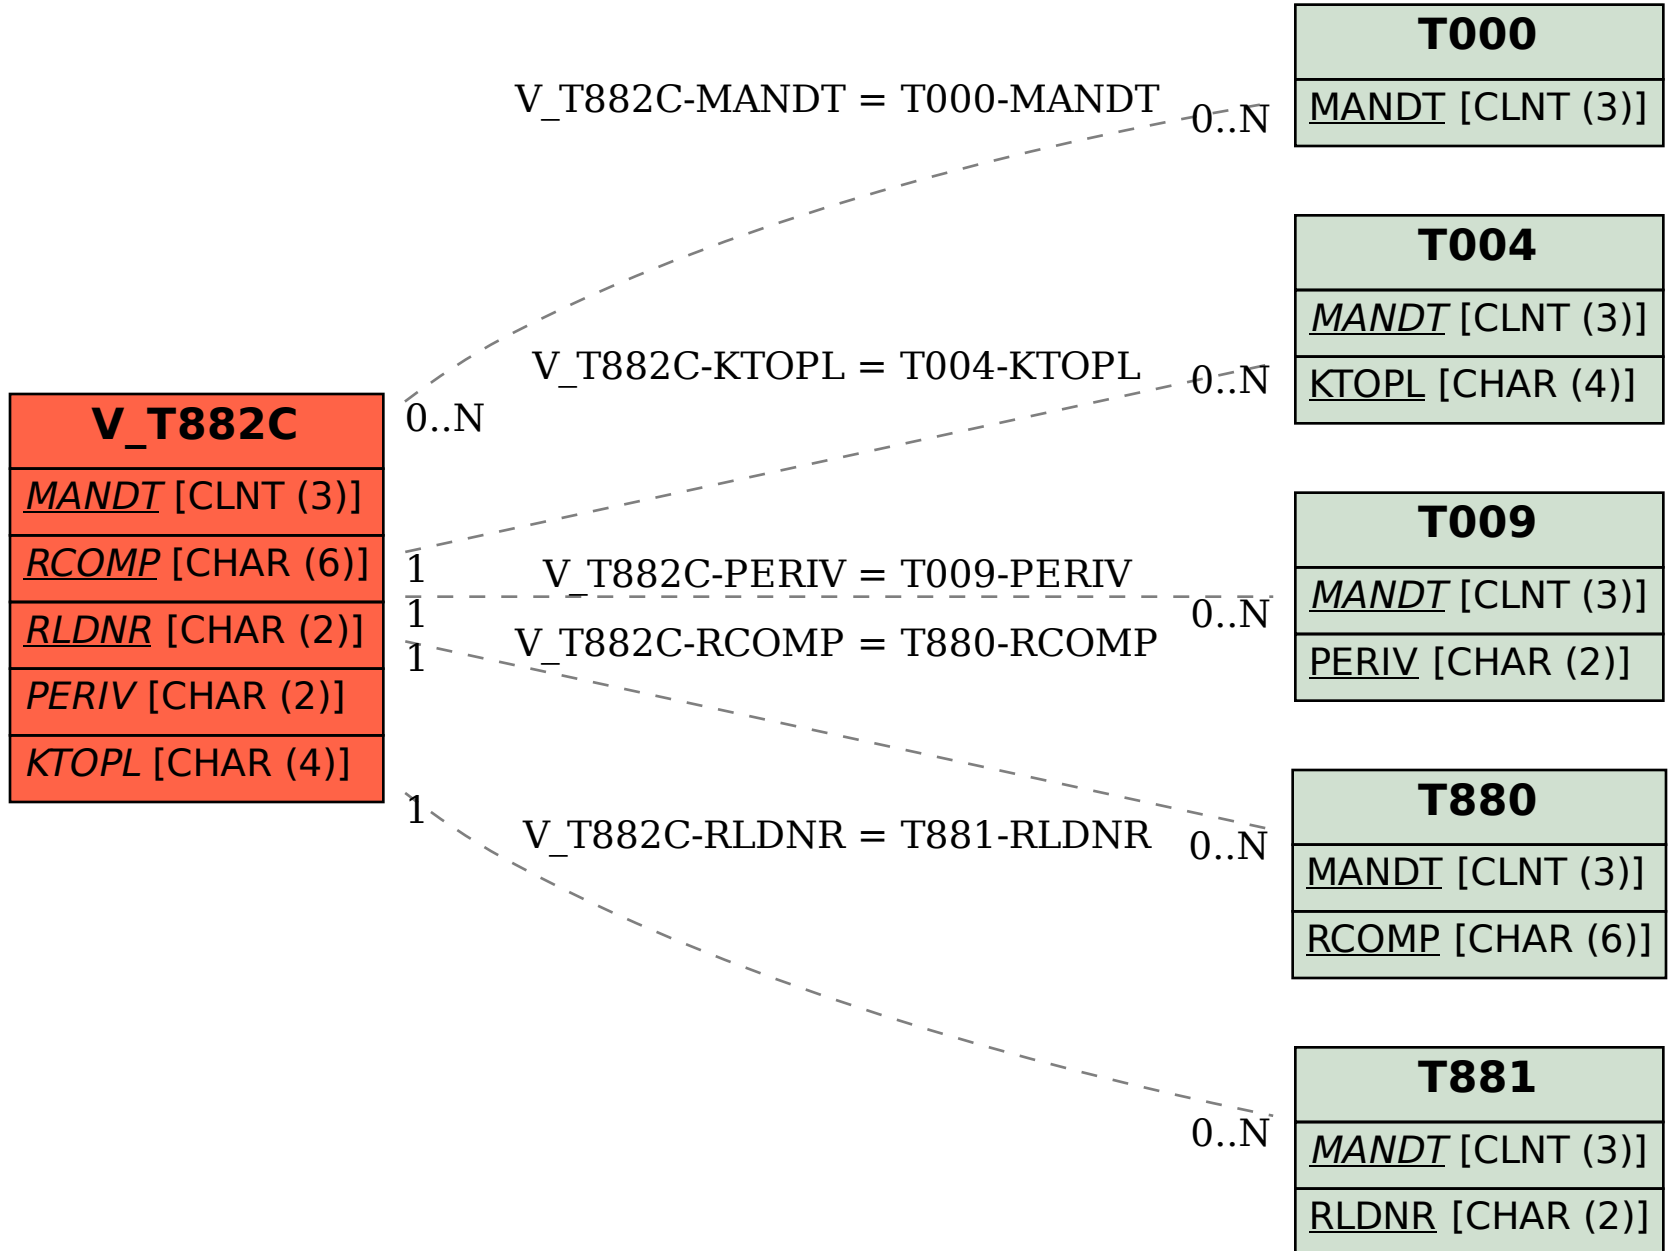 V_T882C
MANDT [CLNT (3)]
RCOMP [CHAR (6)]
RLDNR [CHAR (2)]
PERIV [CHAR (2)]
KTOPL [CHAR (4)]
V_T882C-MANDT = T000-MANDT
0..N
0..N
V_T882C-KTOPL = T004-KTOPL
0..N
1
V_T882C-PERIV = T009-PERIV
0..N
1
V_T882C-RCOMP = T880-RCOMP
1
0..N
V_T882C-RLDNR = T881-RLDNR
1
0..N
T000
MANDT [CLNT (3)]
T004
MANDT [CLNT (3)]
KTOPL [CHAR (4)]
T009
MANDT [CLNT (3)]
PERIV [CHAR (2)]
T880
MANDT [CLNT (3)]
RCOMP [CHAR (6)]
T881
MANDT [CLNT (3)]
RLDNR [CHAR (2)]